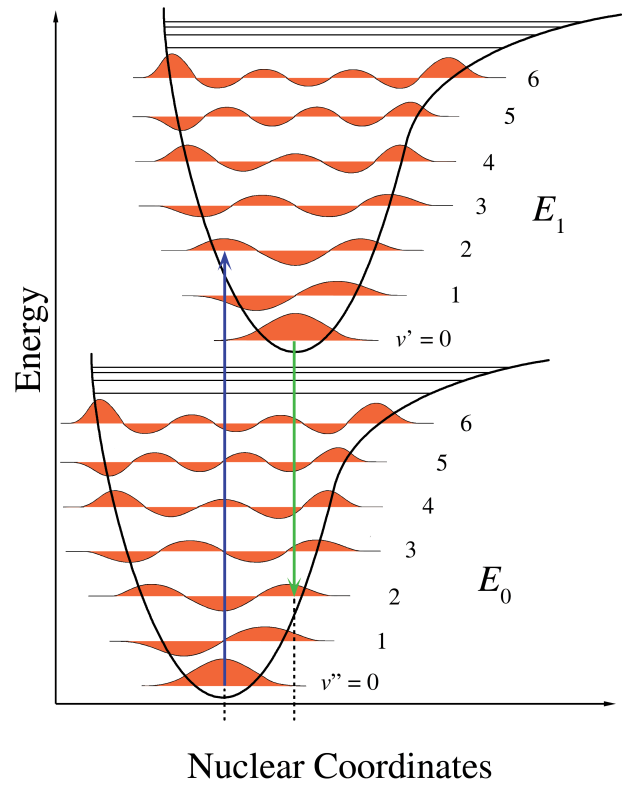 6
5
4
3
E1
2
1
v' = 0
Energy
6
5
4
3
E0
2
1
v” = 0
Nuclear Coordinates